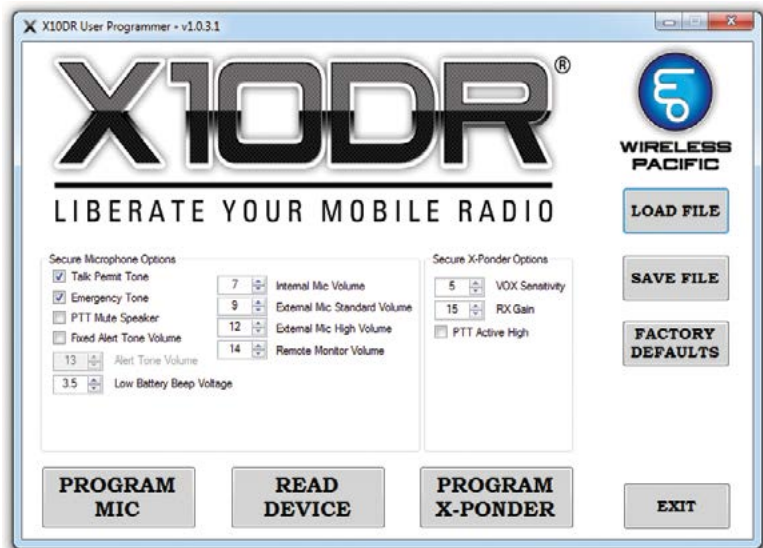 X10DR User Programmer - v1.0.3.1
X10DR®
LIBERATE YOUR MOBILE RADIO
WIRELESS
PACIFIC
LOAD FILE
SAVE FILE
FACTORY
DEFAULTS
Secure Microphone Options
Talk Permit Tone
Emergency Tone
PTT Mute Speaker
Fixed Alert Tone Volume
13 Alert Tone Volume
3.5 Low Battery Beep Voltage
7 Internal Mic Volume
9 External Mic Standard Volume
12 External Mic High Volume
14 Remote Monitor Volume
Secure X-Ponder Options
5 VOX Sensitivity
15 RX Gain
PTT Active High
PROGRAM
MIC
READ
DEVICE
PROGRAM
X-PONDER
EXIT